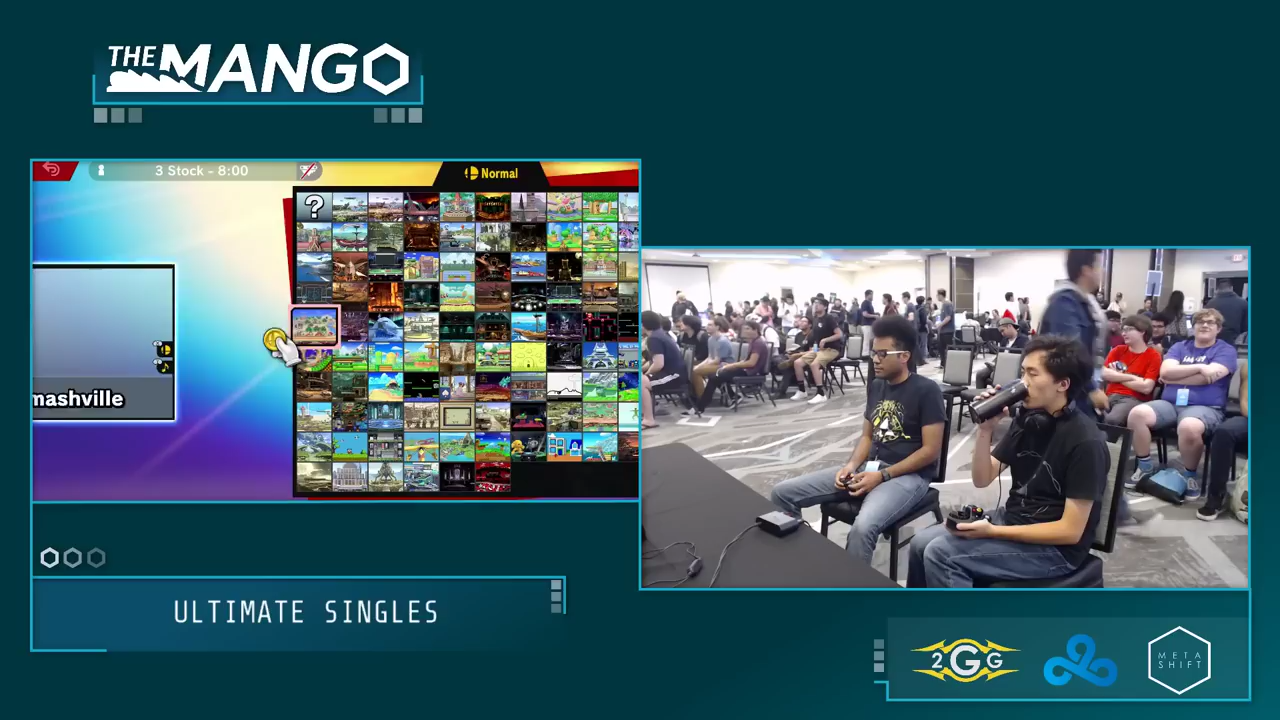 THE MANGO
3 Stock - 8:00
Normal
?
mashville
ULTIMATE SINGLES
2GG
META
SHIFT